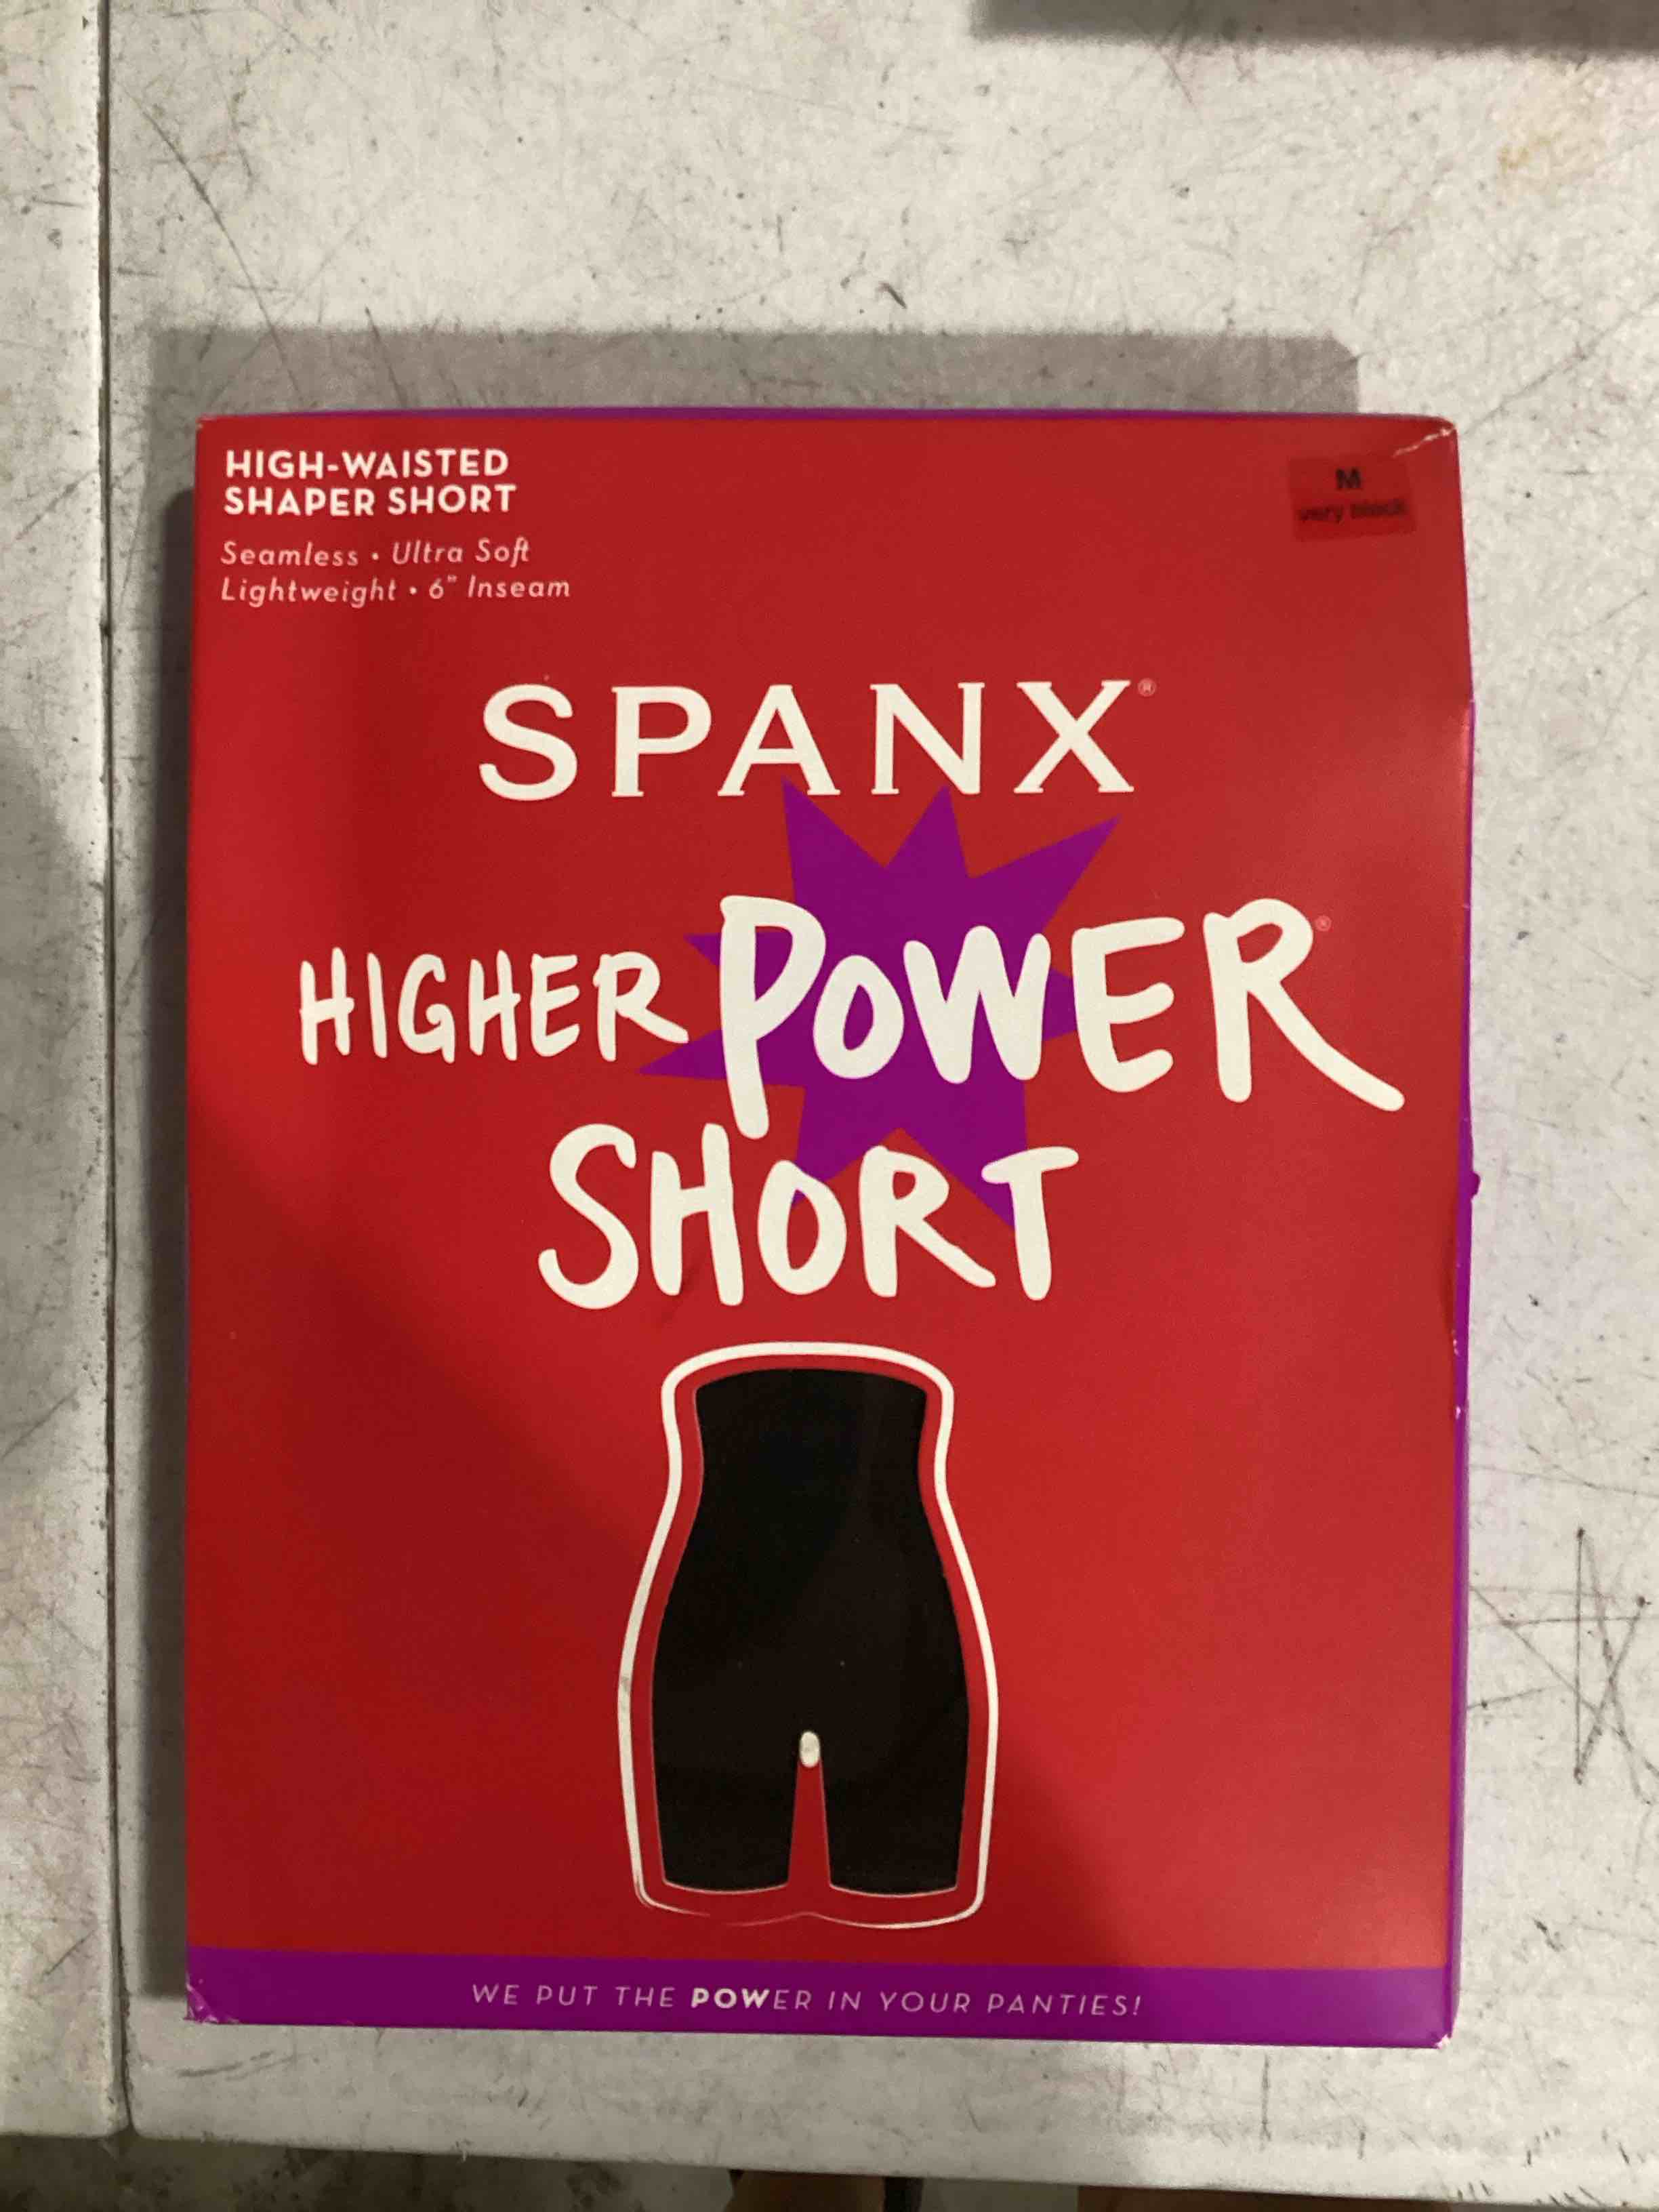 HIGH-WAISTED
SHAPER SHORT
Seamless • Ultra Soft
Lightweight • 6" Inseam
M
very black
SPANX®
HIGHER POWER®
SHORT
WE PUT THE POWER IN YOUR PANTIES!